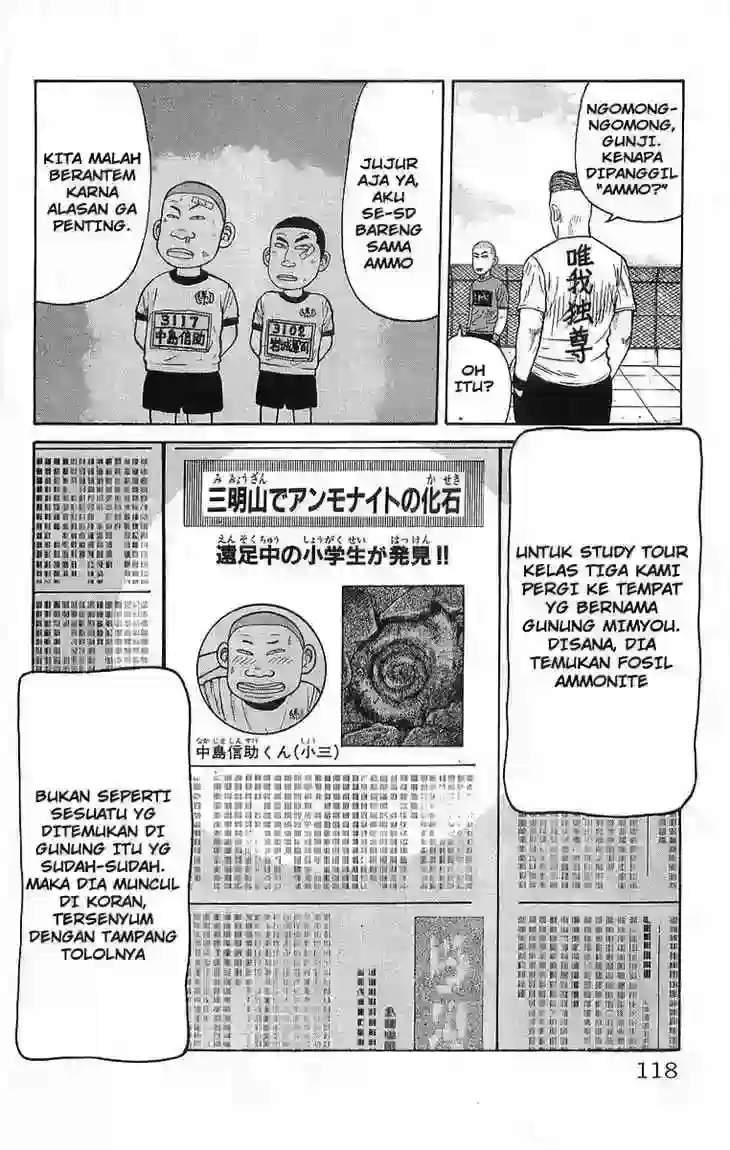 NGOMONG-
NGOMONG,
GUNJI.
KENAPA
DIPANGGIL
"AMMO?"
唯我独尊
OH
ITU?
JUJUR
AJA YA,
AKU
SE-SD
BARENG
SAMA
AMMO
KITA MALAH
BERANTEM
KARNA
ALASAN GA
PENTING.
3117
中島信助
3102
岩城軍司
UNTUK STUDY TOUR
KELAS TIGA KAMI
PERGI KE TEMPAT
YG BERNAMA
GUNUNG MIMYOU.
DISANA, DIA
TEMUKAN FOSIL
AMMONITE
三明山でアンモナイトの化石
遠足中の小学生が発見!!
中島信助くん(小三)
BUKAN SEPERTI
SESUATU YG
DITEMUKAN DI
GUNUNG ITU YG
SUDAH-SUDAH.
MAKA DIA MUNCUL
DI KORAN,
TERSENYUM
DENGAN TAMPANG
TOLOLNYA
118